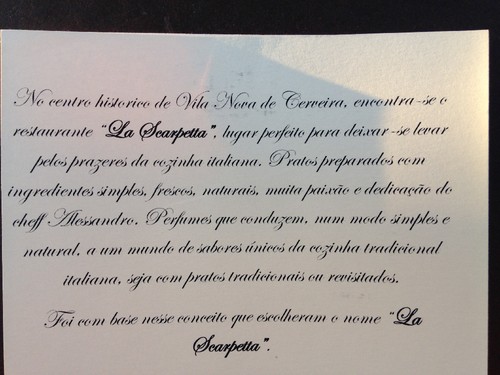 No centro historico de Vila Nova de Cerveira, encontra-se o
restaurante "La Scarpetta", lugar perfeito para deixar-se levar
pelos prazeres da cozinha italiana. Pratos preparados com
ingredientes simples, frescos, naturais, muita paixão e dedicação do
cheff Alessandro. Perfumes que conduzem, num modo simples e
natural, a um mundo de sabores únicos da cozinha tradicional
italiana, seja com pratos tradicionais ou revisitados.
Foi com base nesse conceito que escolheram o nome "La
Scarpetta".